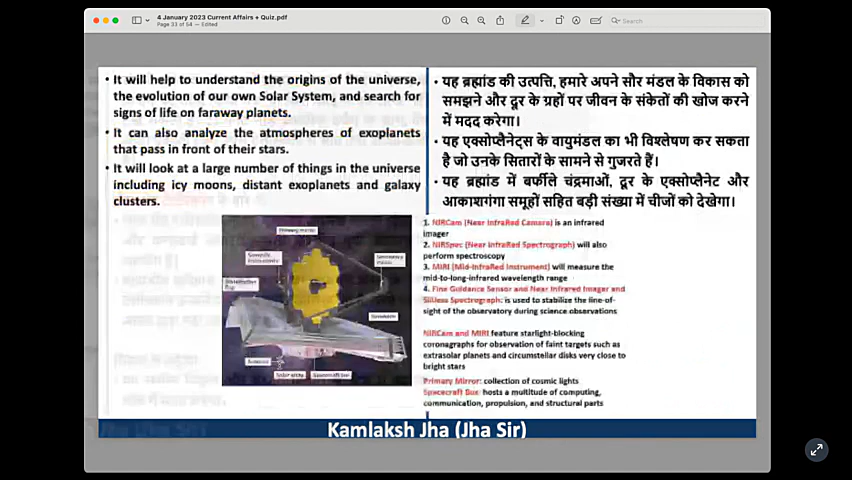 4 January 2023 Current Affairs + Quiz.pdf
Page 33 of 54 — Edited
Search
• It will help to understand the origins of the universe,
the evolution of our own Solar System, and search for
signs of life on faraway planets.
• It can also analyze the atmospheres of exoplanets
that pass in front of their stars.
• It will look at a large number of things in the universe
including icy moons, distant exoplanets and galaxy
clusters.
• यह ब्रह्मांड की उत्पत्ति, हमारे अपने सौर मंडल के विकास को
समझने और दूर के ग्रहों पर जीवन के संकेतों की खोज करने
में मदद करेगा।
• यह एक्सोप्लैनेट्स के वायुमंडल का भी विश्लेषण कर सकता
है जो उनके सितारों के सामने से गुजरते हैं।
• यह ब्रह्मांड में बर्फीले चंद्रमाओं, दूर के एक्सोप्लैनेट और
आकाशगंगा समूहों सहित बड़ी संख्या में चीजों को देखेगा।
Primary mirror
1. NIRCam (Near InfraRed Camera) is an infrared
imager
2. NIRSpec (Near InfraRed Spectrograph) will also
perform spectroscopy
3. MIRI (Mid-InfraRed Instrument) will measure the
mid-to-long-infrared wavelength range
4. Fine Guidance Sensor and Near Infrared Imager and
Slitless Spectrograph: is used to stabilize the line-of-
sight of the observatory during science observations
NIRCam and MIRI feature starlight-blocking
coronagraphs for observation of faint targets such as
extrasolar planets and circumstellar disks very close to
bright stars
Primary Mirror: collection of cosmic lights
Spacecraft Bus: hosts a multitude of computing,
communication, propulsion, and structural parts
Kamlaksh Jha (Jha Sir)